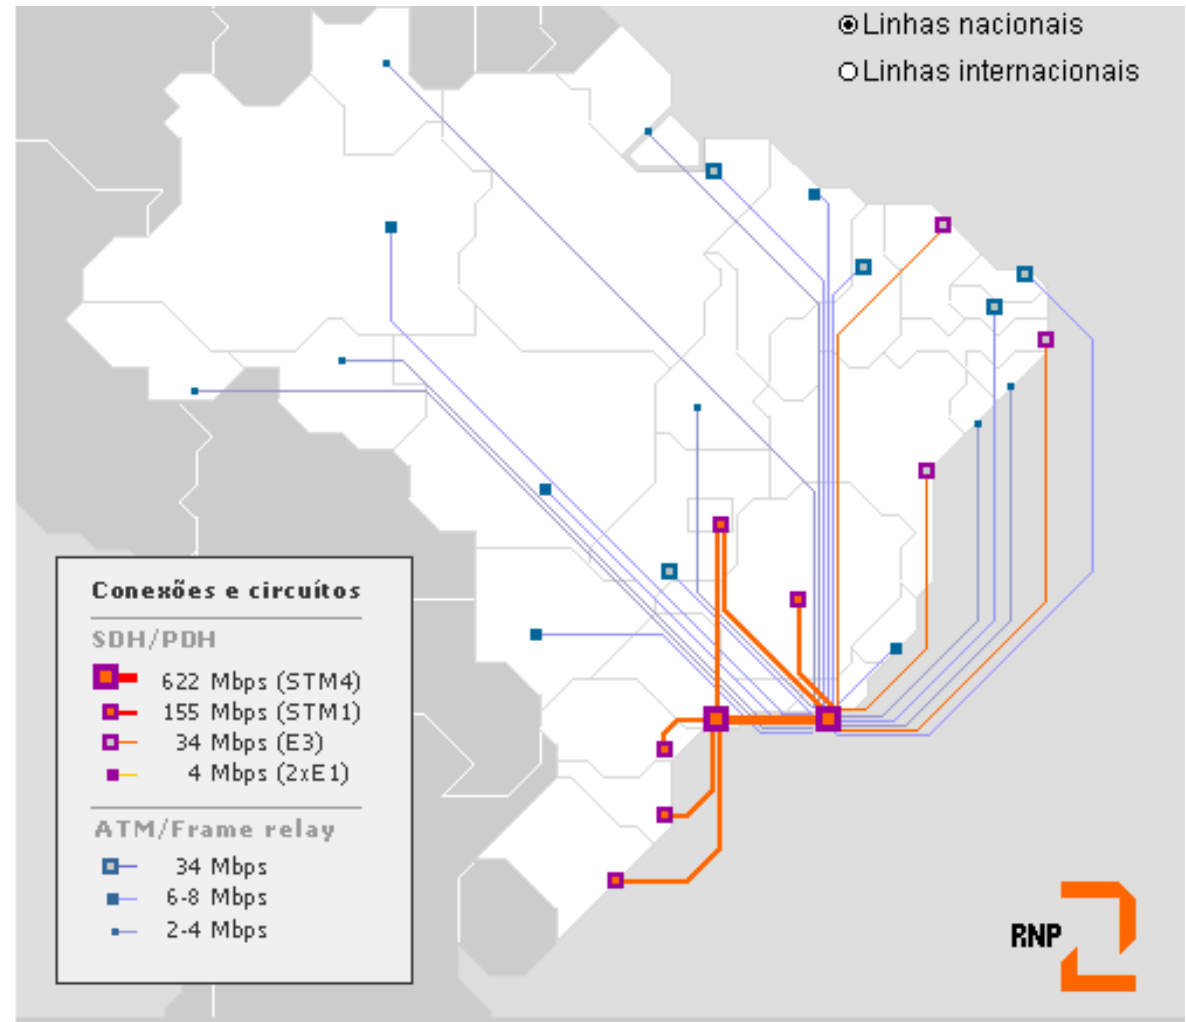 Linhas nacionais
Linhas internacionais
Conexões e circuítos
SDH/PDH
622 Mbps (STM4)
155 Mbps (STM1)
34 Mbps (E3)
4 Mbps (2xE1)
ATM/Frame relay
34 Mbps
6-8 Mbps
2-4 Mbps
RNP